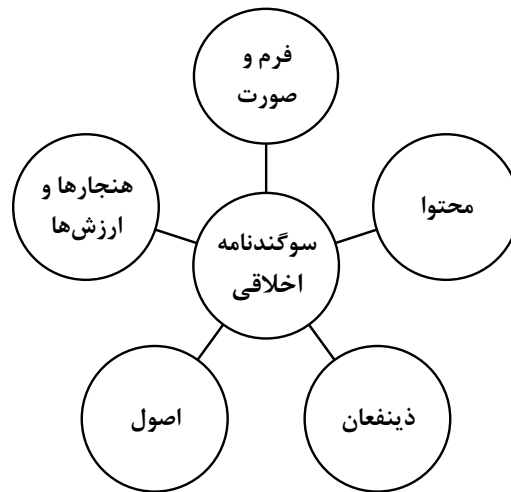 فرم و
صورت
محتوا
هنجارها و
ارزش‌ها
سوگندنامه
اخلاقی
ذینفعان
اصول